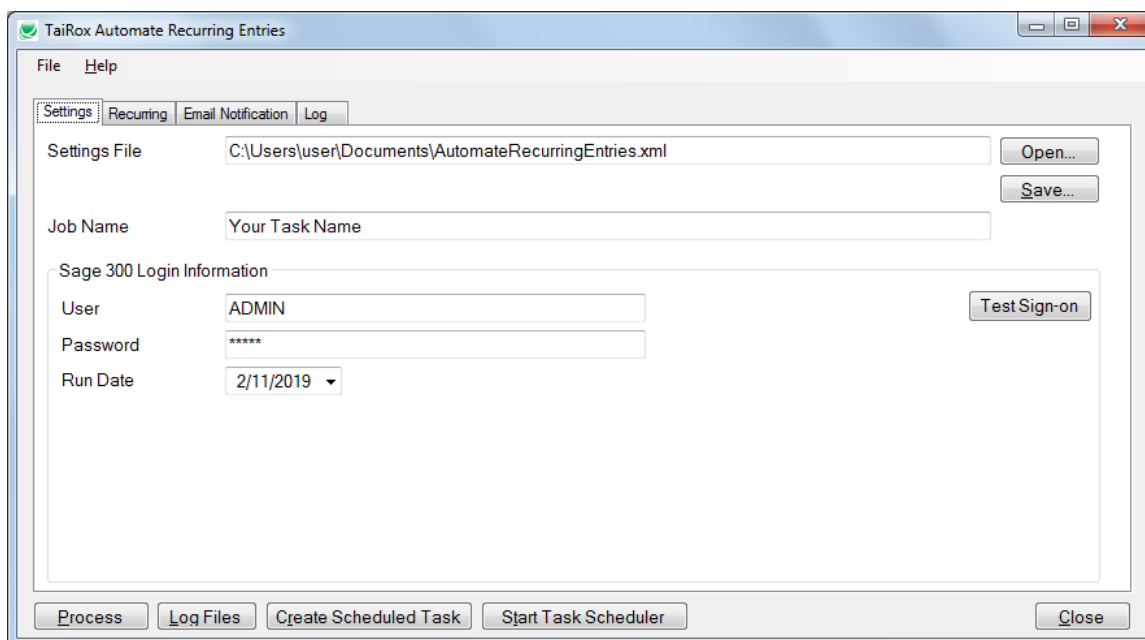 TaiRox Automate Recurring Entries
File Help
Settings Recurring Email Notification Log
Settings File C:\Users\user\Documents\AutomateRecurringEntries.xml Open...
Save...
Job Name Your Task Name
Sage 300 Login Information
User ADMIN Test Sign-on
Password *****
Run Date 2/11/2019
Process Log Files Create Scheduled Task Start Task Scheduler Close